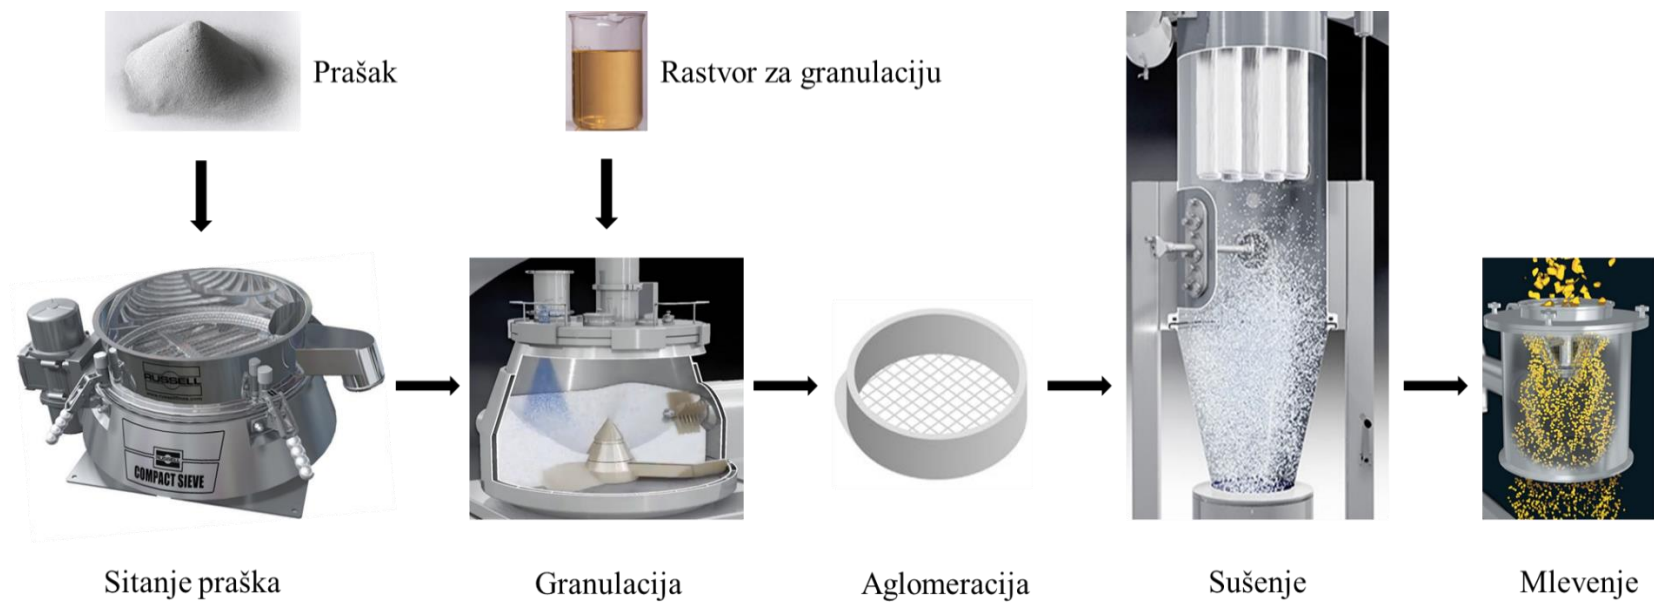 Prašak
Rastvor za granulaciju
RUSSELL
COMPACT SIEVE
Sitanje praška
Granulacija
Aglomeracija
Sušenje
Mlevenje